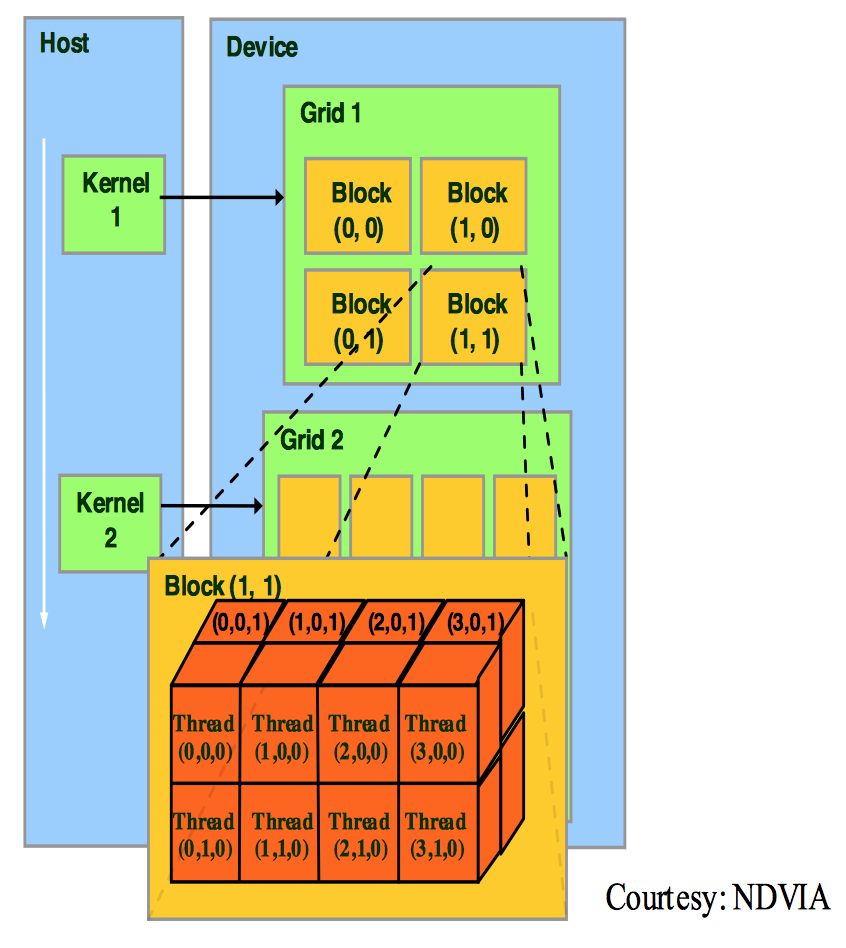 Host
Device
Grid 1
Kernel
1
Block
(0, 0)
Block
(1, 0)
Block
(0, 1)
Block
(1, 1)
Grid 2
Kernel
2
Block (1, 1)
(0,0,1)
(1,0,1)
(2,0,1)
(3,0,1)
Thread
(0,0,0)
Thread
(1,0,0)
Thread
(2,0,0)
Thread
(3,0,0)
Thread
(0,1,0)
Thread
(1,1,0)
Thread
(2,1,0)
Thread
(3,1,0)
Courtesy: NDVIA